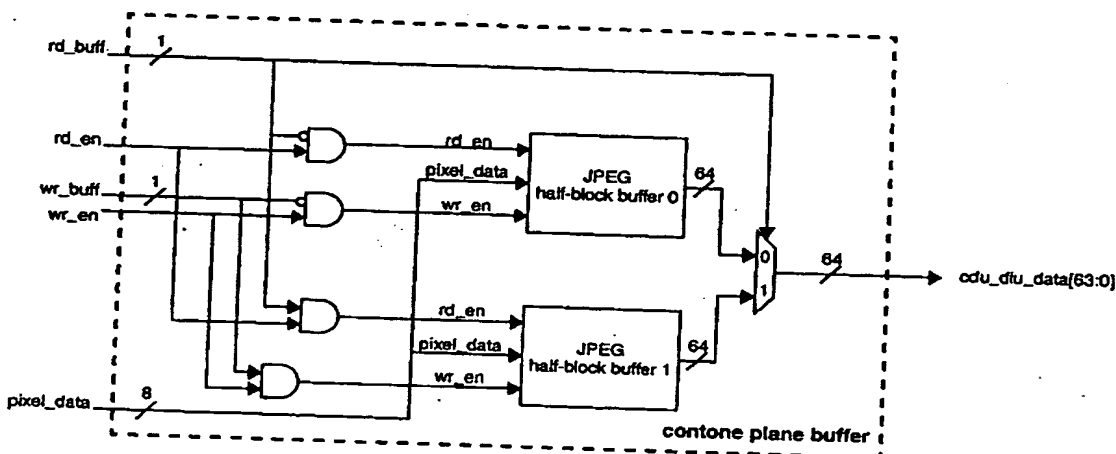 rd_buff
1
rd_en
wr_buff
1
wr_en
rd_en
pixel_data
wr_en
JPEG
half-block buffer 0
64
0
1
64
cdu_diu_data[63:0]
rd_en
pixel_data
wr_en
JPEG
half-block buffer 1
64
pixel_data
8
contone plane buffer